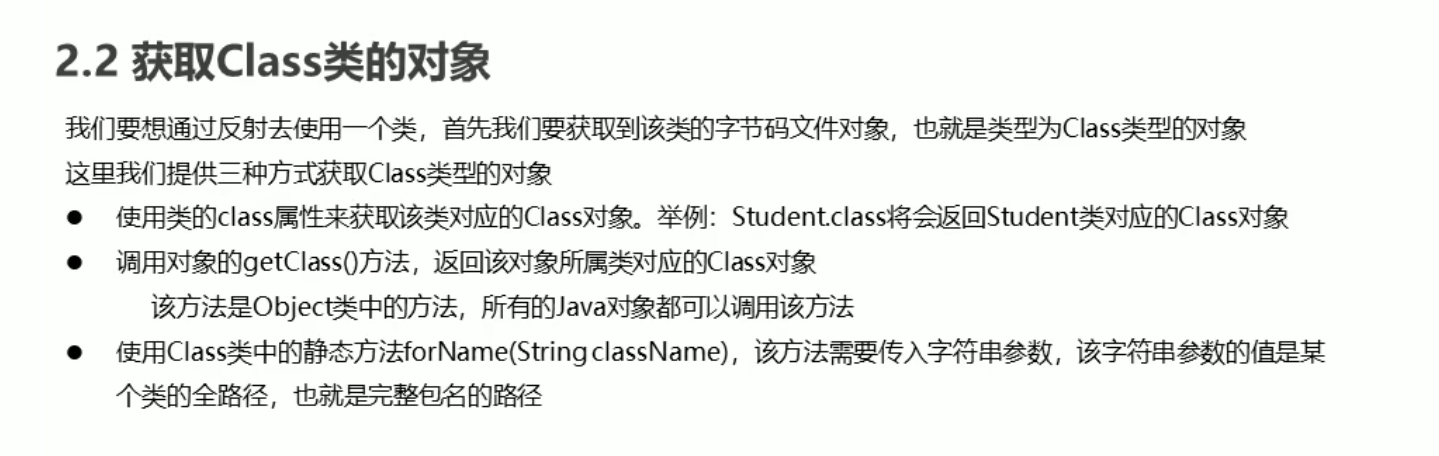 2.2 获取Class类的对象
我们要想通过反射去使用一个类，首先我们要获取到该类的字节码文件对象，也就是类型为Class类型的对象
这里我们提供三种方式获取Class类型的对象
● 使用类的class属性来获取该类对应的Class对象。举例：Student.class将会返回Student类对应的Class对象
● 调用对象的getClass()方法，返回该对象所属类对应的Class对象
该方法是Object类中的方法，所有的Java对象都可以调用该方法
● 使用Class类中的静态方法forName(String className)，该方法需要传入字符串参数，该字符串参数的值是某
个类的全路径，也就是完整包名的路径